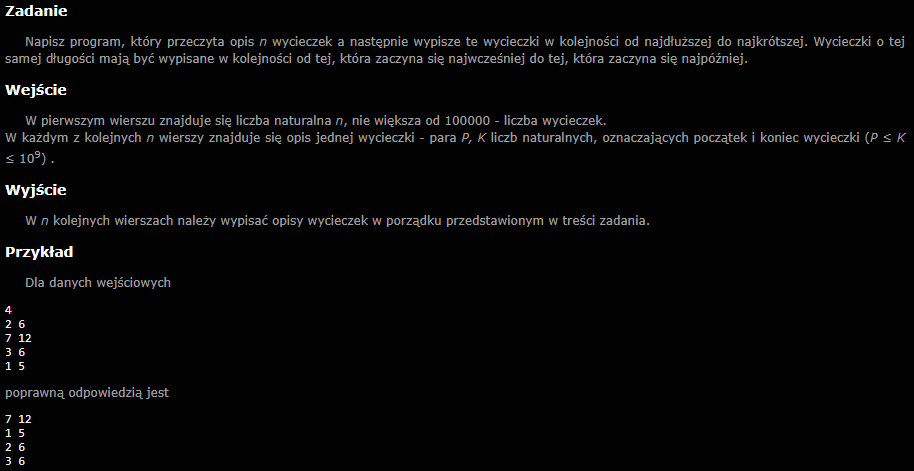 Zadanie
Napisz program, który przeczyta opis n wycieczek a następnie wypisze te wycieczki w kolejności od najdłuższej do najkrótszej. Wycieczki o tej
samej długości mają być wypisane w kolejności od tej, która zaczyna się najwcześniej do tej, która zaczyna się najpóźniej.
Wejście
W pierwszym wierszu znajduje się liczba naturalna n, nie większa od 100000 - liczba wycieczek.
W każdym z kolejnych n wierszy znajduje się opis jednej wycieczki - para P, K liczb naturalnych, oznaczających początek i koniec wycieczki (P ≤ K
≤ 10⁹) .
Wyjście
W n kolejnych wierszach należy wypisać opisy wycieczek w porządku przedstawionym w treści zadania.
Przykład
Dla danych wejściowych
4
2 6
7 12
3 6
1 5
poprawną odpowiedzią jest
7 12
1 5
2 6
3 6